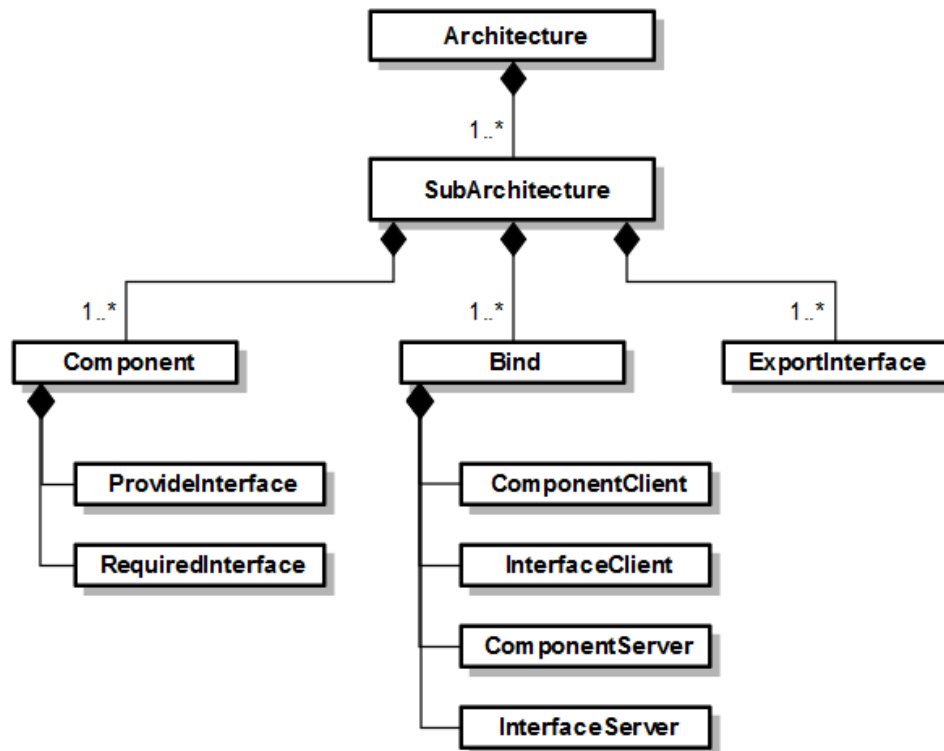 Architecture
1..*
SubArchitecture
1..*
1..*
1..*
Component
Bind
ExportInterface
ProvideInterface
ComponentClient
RequiredInterface
InterfaceClient
ComponentServer
InterfaceServer